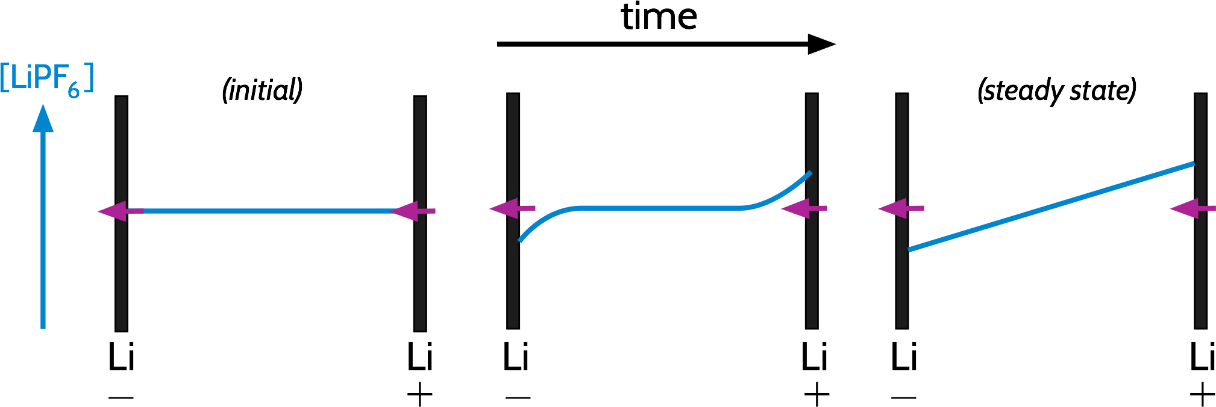 time
[LiPF₆]
(initial)
(steady state)
Li Li Li Li Li Li
— + — + — +